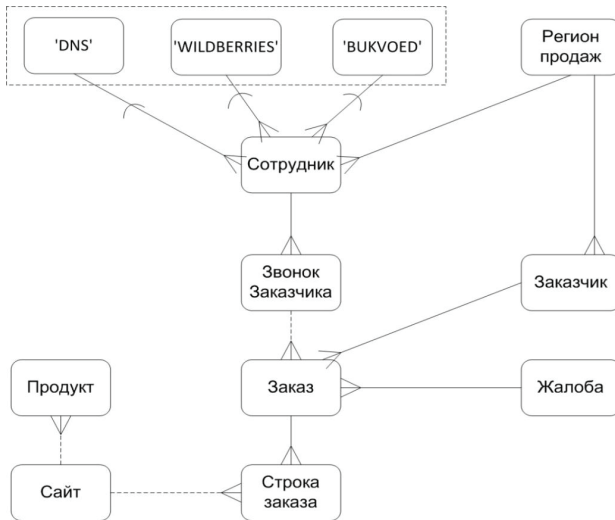 'DNS'
'WILDBERRIES'
'BUKVOED'
Регион
продаж
Сотрудник
Звонок
Заказчика
Заказчик
Продукт
Заказ
Жалоба
Сайт
Строка
заказа